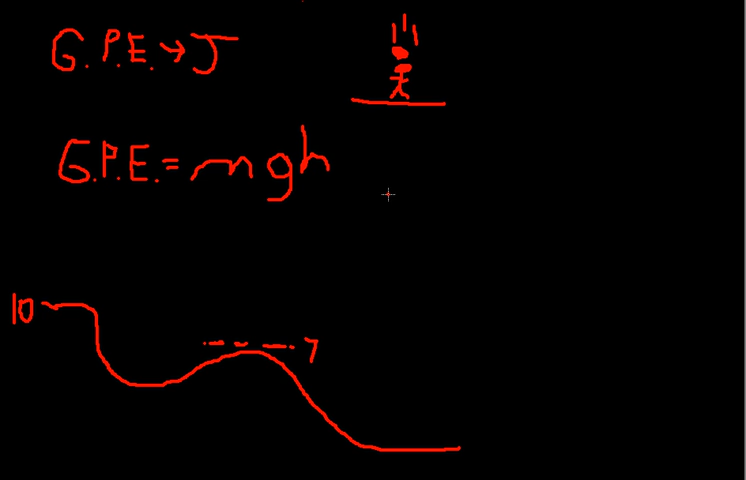 G.P.E. → J
G.P.E. = mgh
10
7